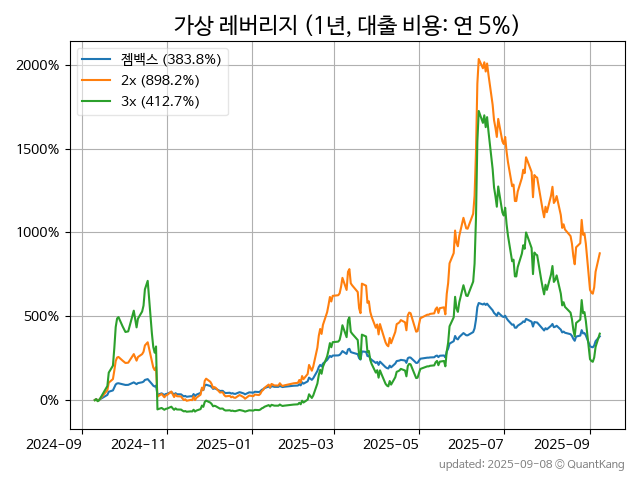 가상 레버리지 (1년, 대출 비용: 연 5%)
젬백스 (383.8%)
2x (898.2%)
3x (412.7%)
2000%
1500%
1000%
500%
0%
2024-09
2024-11
2025-01
2025-03
2025-05
2025-07
2025-09
updated: 2025-09-08 © QuantKang